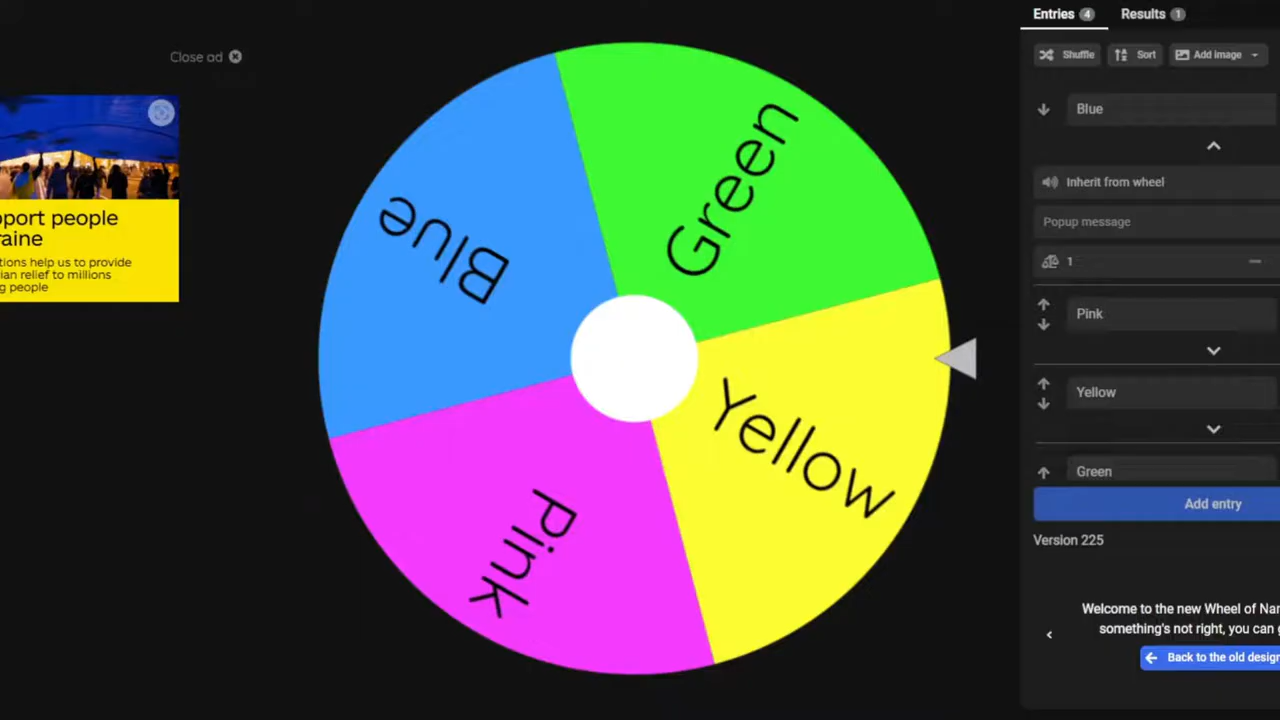 Entries 4 Results 1
Close ad
Shuffle Sort Add image
Blue
Inherit from wheel
Popup message
1
Pink
Yellow
Green
Add entry
Version 225
Welcome to the new Wheel of Nam
something's not right, you can g
Back to the old design
Green
Blue
Yellow
Pink
pport people
raine
tions help us to provide
ian relief to millions
g people